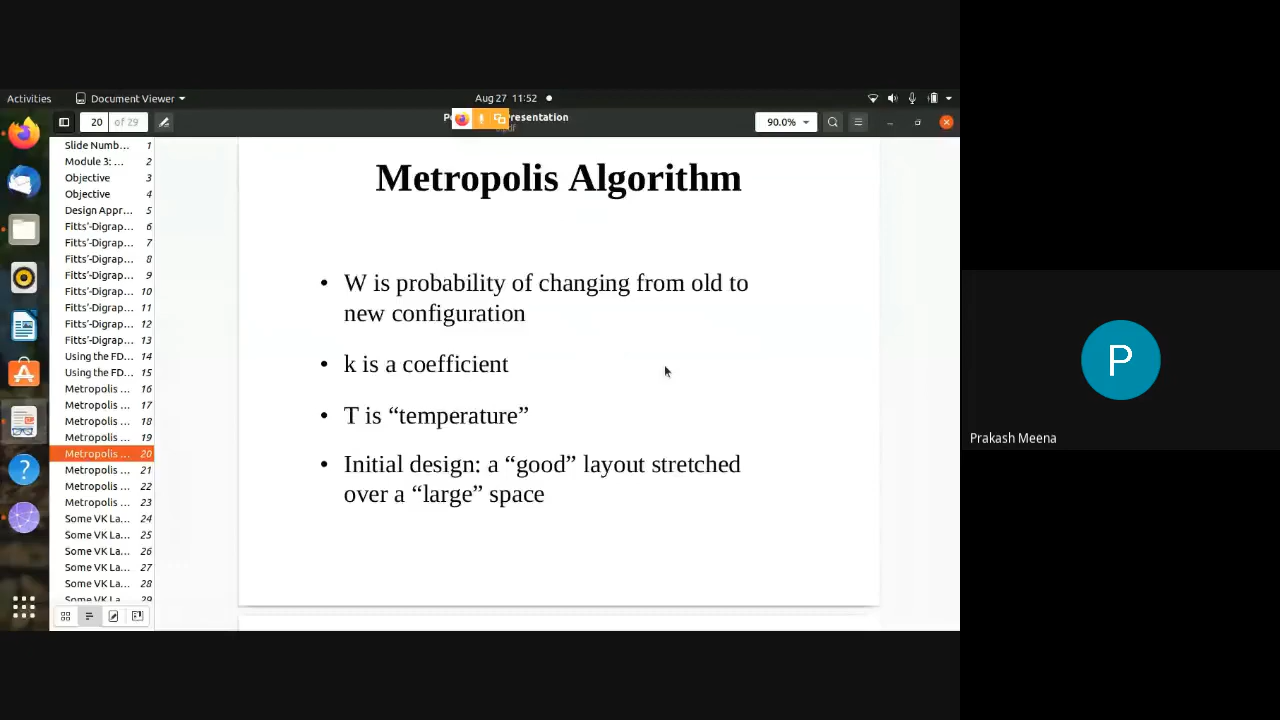 Activities
Document Viewer
Aug 27 11:52
20 of 29
Presentation
90.0%
Slide Numb... 1
Module 3: ... 2
Objective 3
Objective 4
Design Appr... 5
Fitts'-Digrap... 6
Fitts'-Digrap... 7
Fitts'-Digrap... 8
Fitts'-Digrap... 9
Fitts'-Digrap... 10
Fitts'-Digrap... 11
Fitts'-Digrap... 12
Fitts'-Digrap... 13
Using the FD... 14
Using the FD... 15
Metropolis ... 16
Metropolis ... 17
Metropolis ... 18
Metropolis ... 19
Metropolis ... 20
Metropolis ... 21
Metropolis ... 22
Metropolis ... 23
Some VK La... 24
Some VK La... 25
Some VK La... 26
Some VK La... 27
Some VK La... 28
Some VK La... 29
Metropolis Algorithm
• W is probability of changing from old to
new configuration
• k is a coefficient
• T is “temperature”
• Initial design: a “good” layout stretched
over a “large” space
P
Prakash Meena